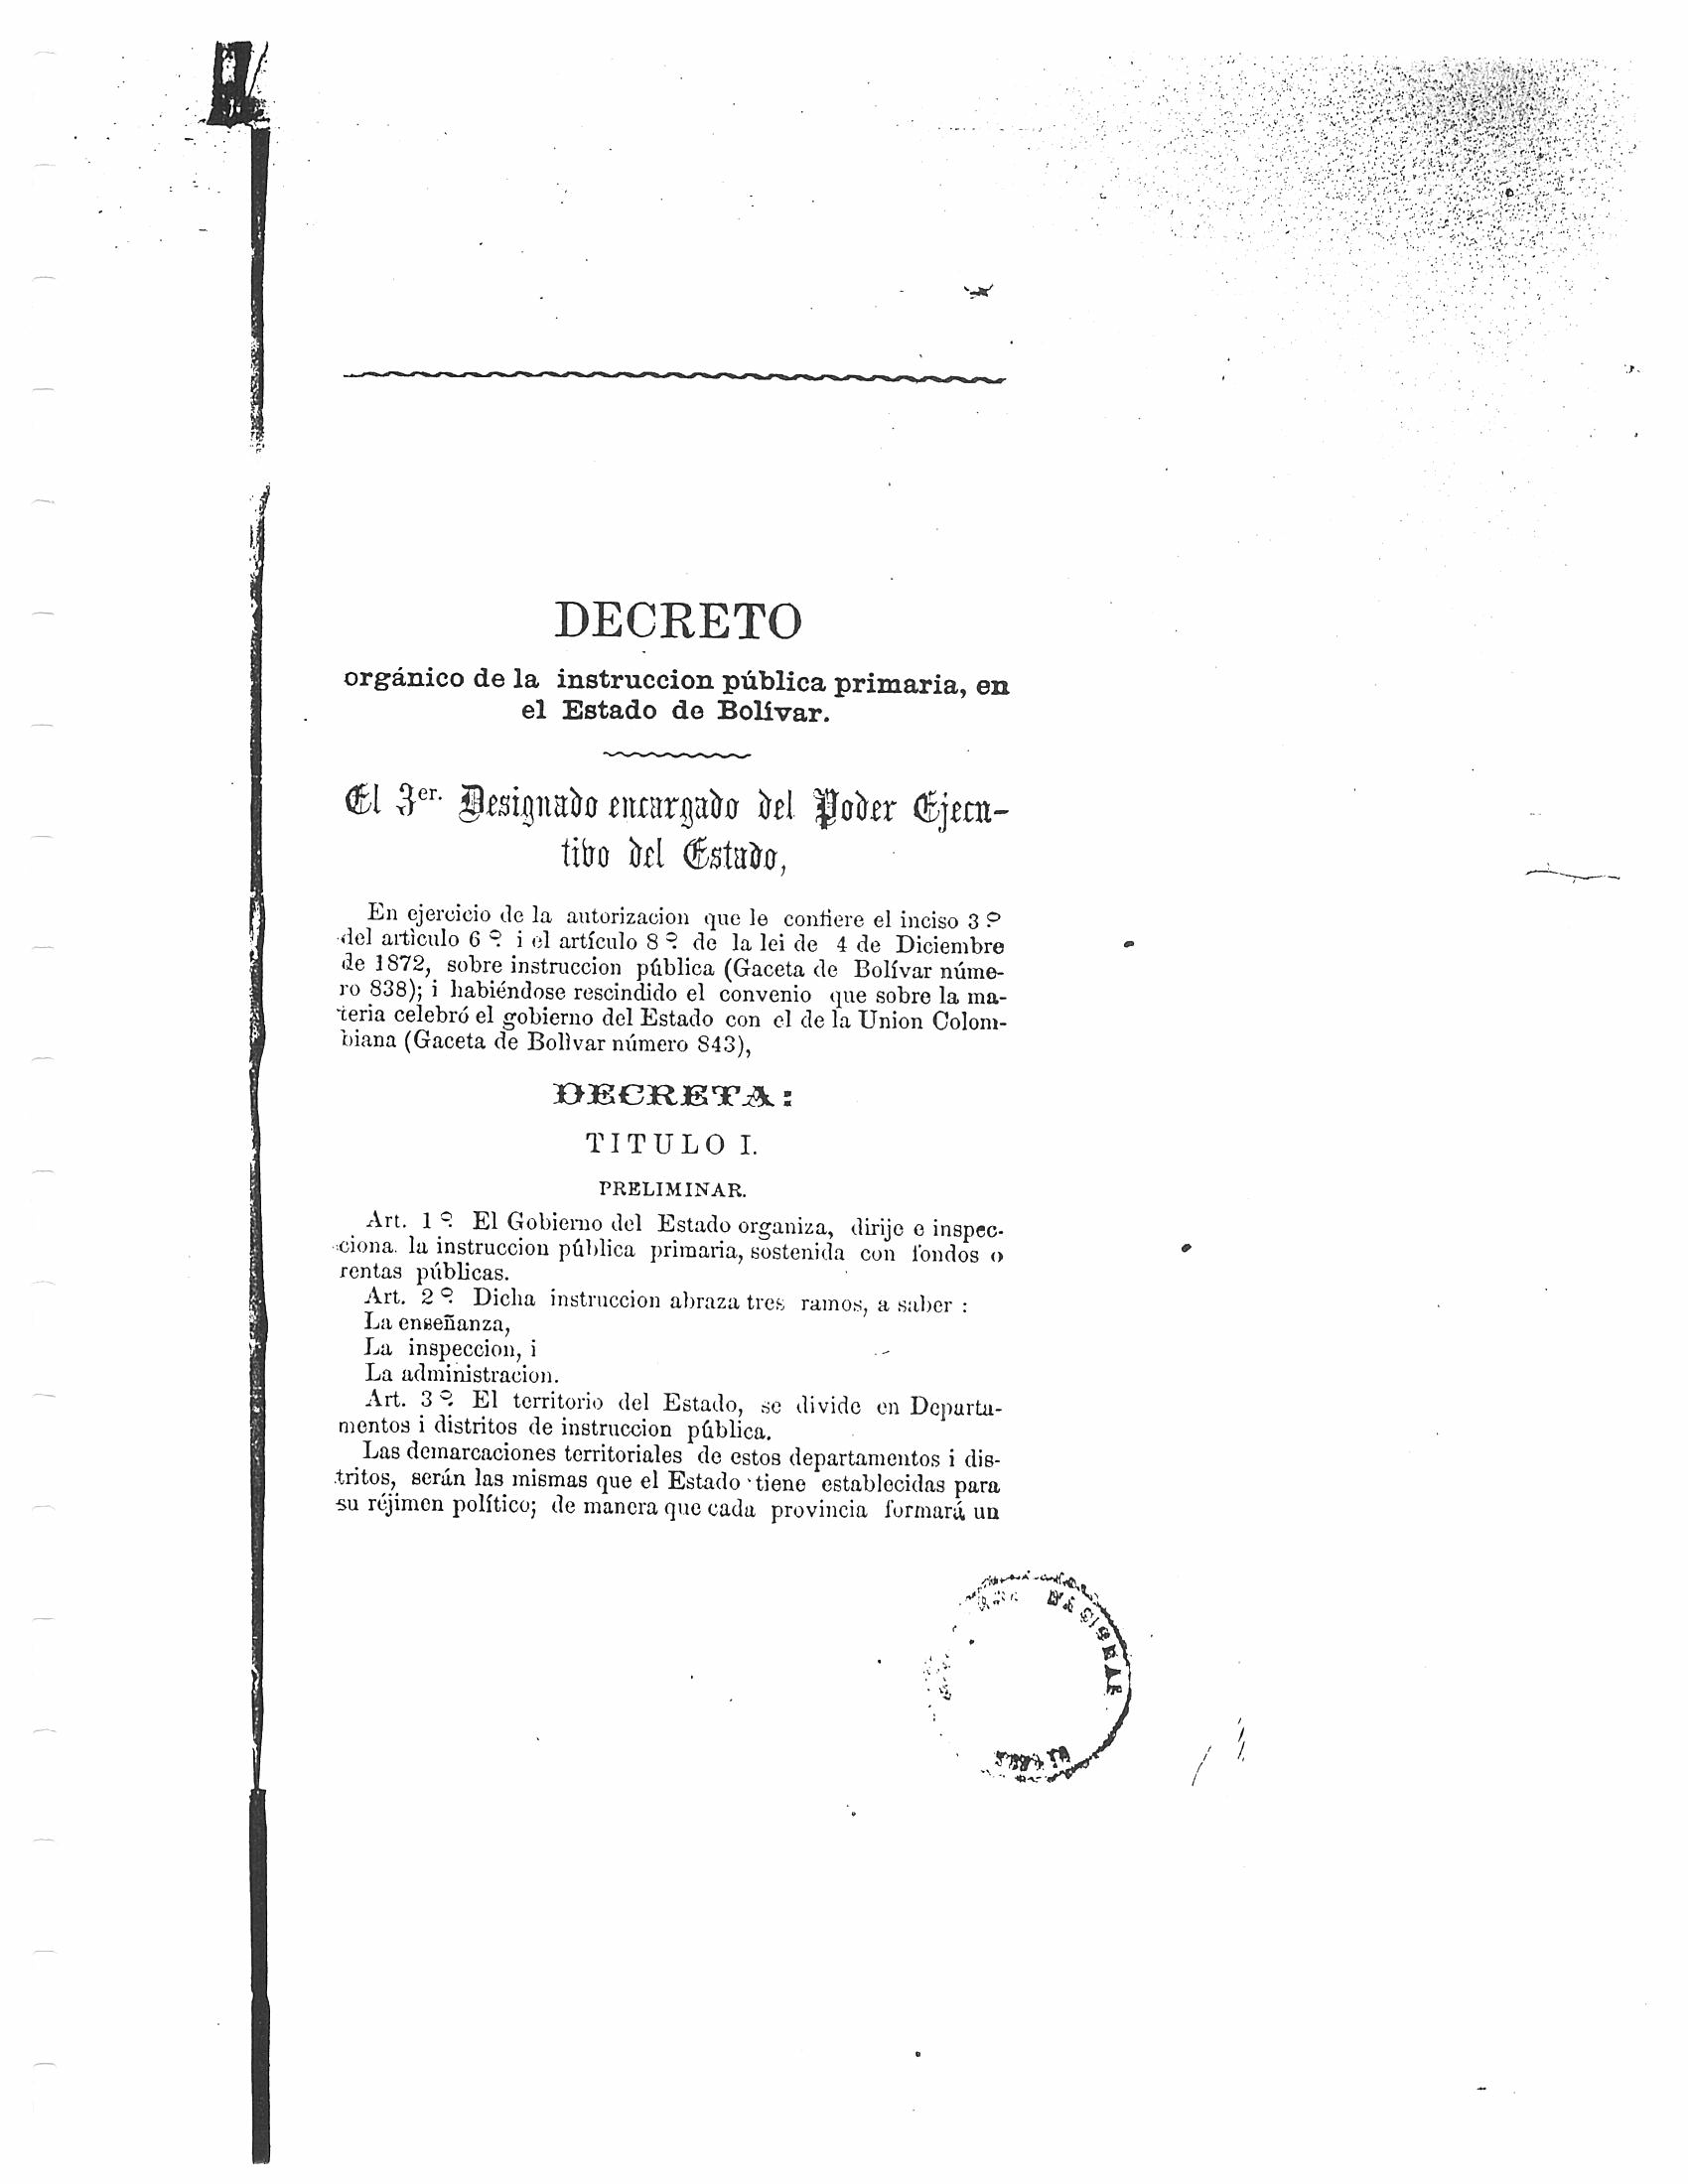 DECRETO
orgánico de la instruccion pública primaria, en
el Estado de Bolívar.
El 3er. Designado encargado del Poder Ejecu-
tivo del Estado,
En ejercicio de la autorizacion que le confiere el inciso 3º
del artìculo 6º i el artículo 8º de la lei de 4 de Diciembre
de 1872, sobre instruccion pública (Gaceta de Bolívar núme-
ro 838); i habiéndose rescindido el convenio que sobre la ma-
teria celebró el gobierno del Estado con el de la Union Colom-
biana (Gaceta de Bolìvar número 843),
DECRETA:
TITULO I.
PRELIMINAR.
Art. 1º El Gobierno del Estado organiza, dirije e inspec-
ciona la instruccion pública primaria, sostenida con fondos o
rentas públicas.
Art. 2º Dicha instruccion abraza tres ramos, a saber :
La enseñanza,
La inspeccion, i
La administracion.
Art. 3º El territorio del Estado, se divide en Departa-
mentos i distritos de instruccion pública.
Las demarcaciones territoriales de estos departamentos i dis-
tritos, serán las mismas que el Estado tiene establecidas para
su réjimen político; de manera que cada provincia formará un
NACIONAL